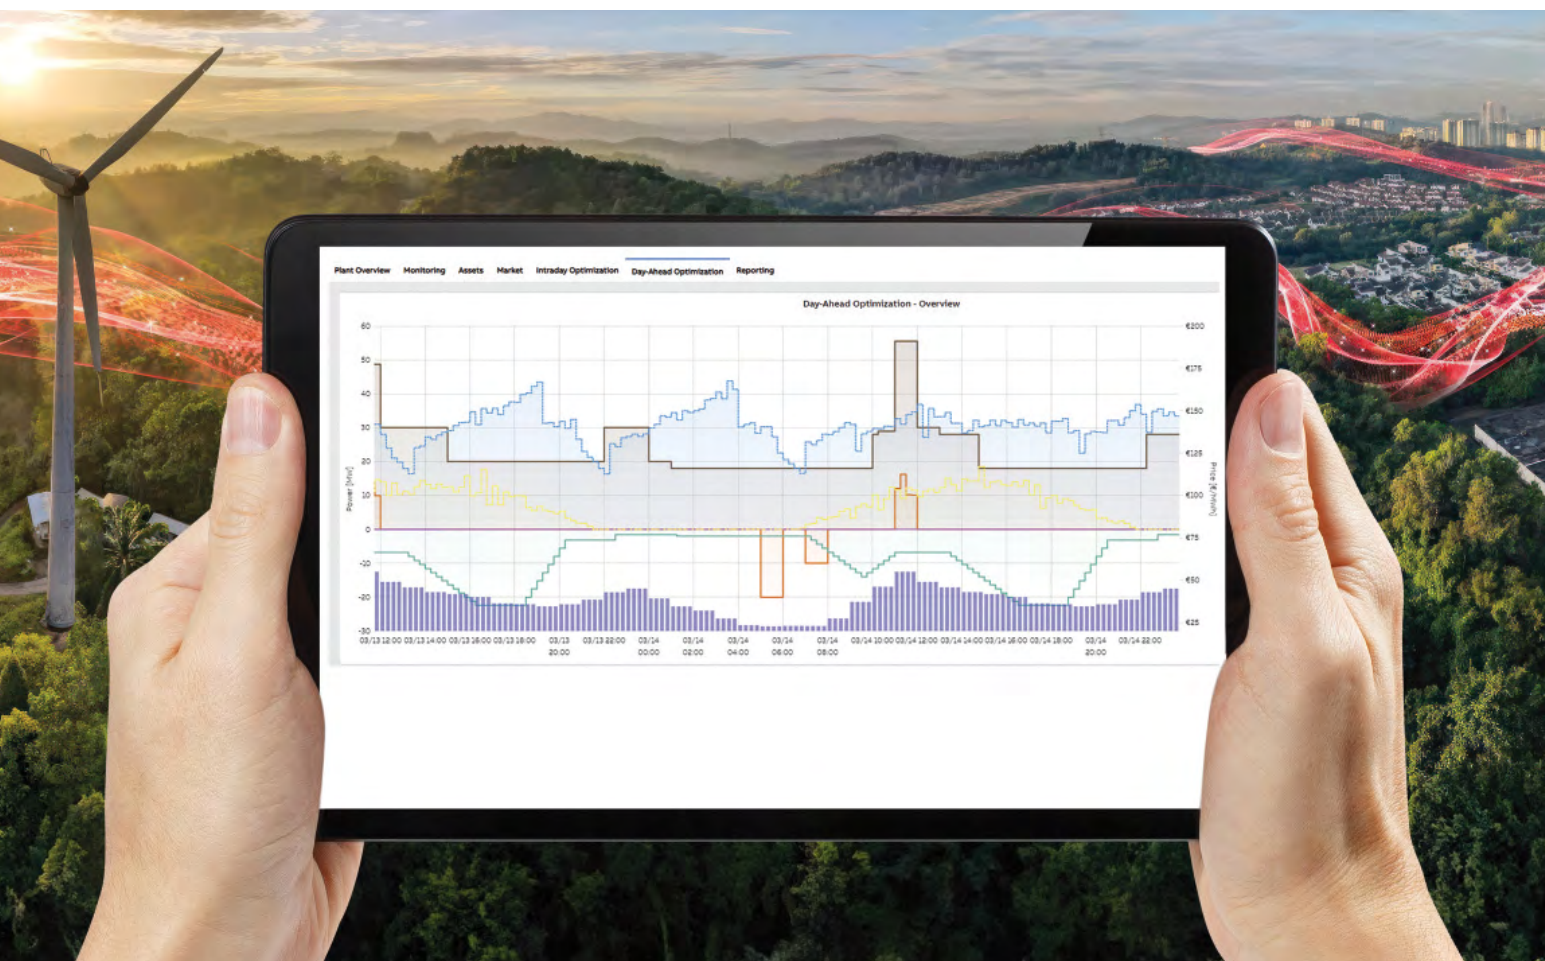 Plant Overview Monitoring Assets Market Intraday Optimization Day-Ahead Optimization Reporting
Day-Ahead Optimization - Overview
60 €200
50 €175
40 €150
30
20 €125
10 €100
0 €75
-10
-20 €50
-30 €25
Power [MW]
Price [€/MWh]
03/13 12:00 03/13 14:00 03/13 16:00 03/13 18:00 03/13 03/13 22:00 03/14 03/14 03/14 03/14 03/14 03/14 10:00 03/14 12:00 03/14 14:00 03/14 16:00 03/14 18:00 03/14 03/14 22:00
20:00 00:00 02:00 04:00 06:00 08:00 20:00